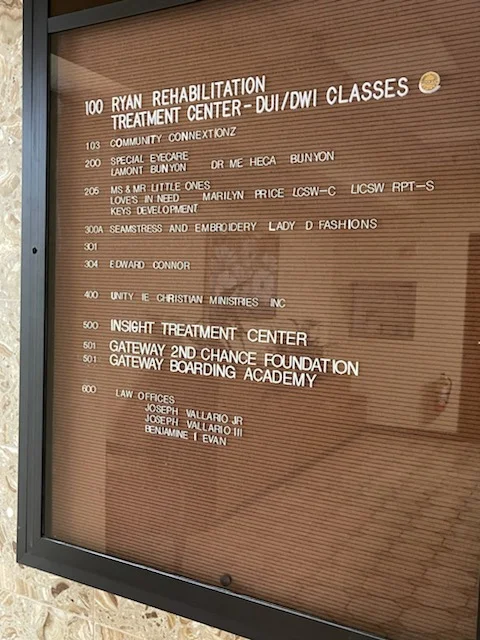 100 RYAN REHABILITATION
TREATMENT CENTER - DUI/DWI CLASSES
103 COMMUNITY CONNEXTIONZ
200 SPECIAL EYECARE
LAMONT BUNYON DR ME HECA BUNYON
205 MS & MR LITTLE ONES
LOVE'S IN NEED MARILYN PRICE LCSW-C LICSW RPT-S
KEYS DEVELOPMENT
300A SEAMSTRESS AND EMBROIDERY LADY D FASHIONS
301
304 EDWARD CONNOR
400 UNITY IE CHRISTIAN MINISTRIES INC
500 INSIGHT TREATMENT CENTER
501 GATEWAY 2ND CHANCE FOUNDATION
501 GATEWAY BOARDING ACADEMY
600 LAW OFFICES
JOSEPH VALLARIO JR
JOSEPH VALLARIO III
BENJAMINE I EVAN